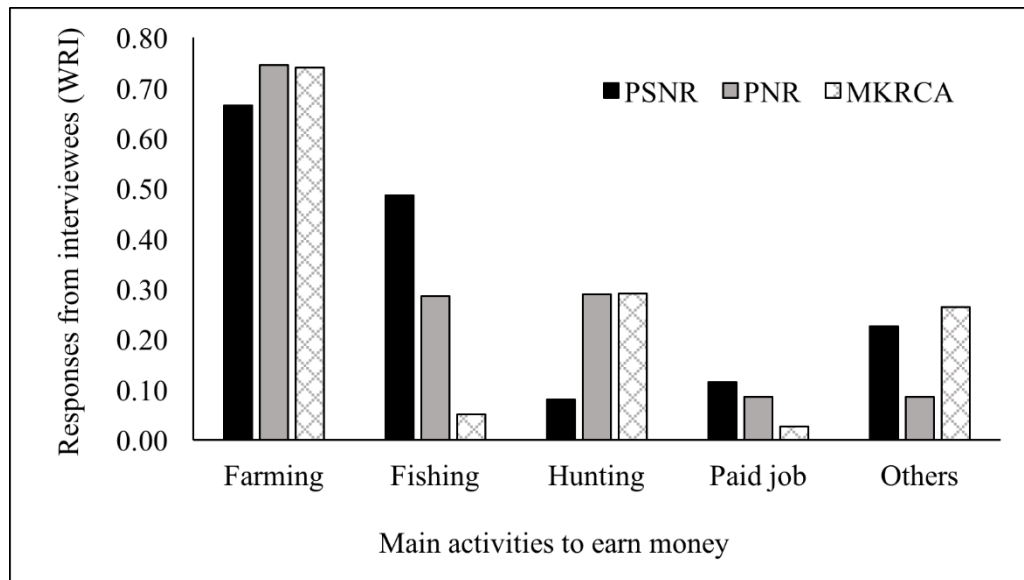 Responses from interviewees (WRI)
0.80
0.70
0.60
0.50
0.40
0.30
0.20
0.10
0.00
PSNR PNR MKRCA
Farming Fishing Hunting Paid job Others
Main activities to earn money